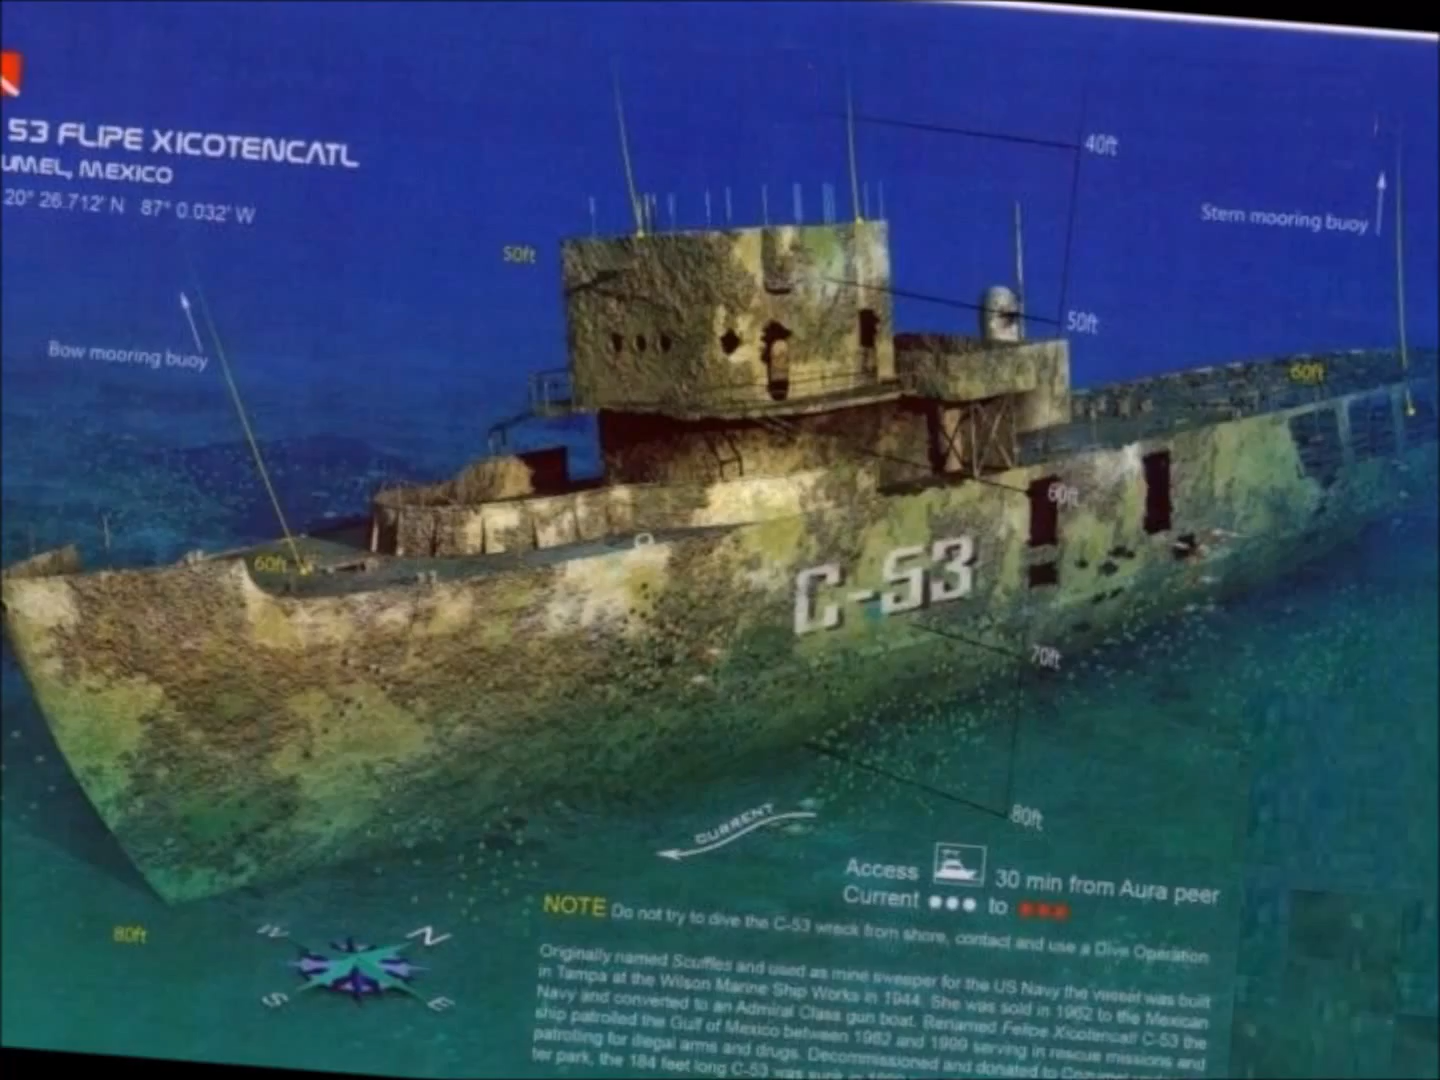 53 FLIPE XICOTENCATL
UMEL, MEXICO
20° 26.712' N 87° 0.032' W
40ft
Stern mooring buoy
50ft
50ft
Bow mooring buoy
60ft
60ft
60ft
C-53
70ft
80ft
CURRENT
Access 30 min from Aura peer
Current to
80ft
W N
S E
NOTE Do not try to dive the C-53 wreck from shore, contact and use a Dive Operation
Originally named Scuffles and used as mine sweeper for the US Navy the vessel was built
in Tampa at the Wilson Marine Ship Works in 1944. She was sold in 1962 to the Mexican
Navy and converted to an Admiral Class gun boat. Renamed Felipe Xicotencatl C-53 the
ship patrolled the Gulf of Mexico between 1962 and 1999 serving in rescue missions and
patrolling for illegal arms and drugs. Decommissioned and donated to Cozumel
ter park, the 184 feet long C-53 was sunk in